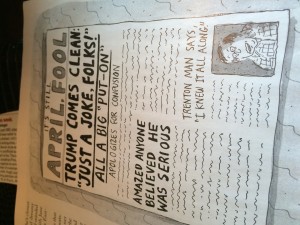 APRIL FOOL
TRUMP COMES CLEAN:
"JUST A JOKE, FOLKS!"
ALL A BIG "PUT-ON"
APOLOGIZES FOR CONFUSION
AMAZED ANYONE
BELIEVED HE
WAS SERIOUS
TRENTON MAN SAYS
"I KNEW IT ALL ALONG"